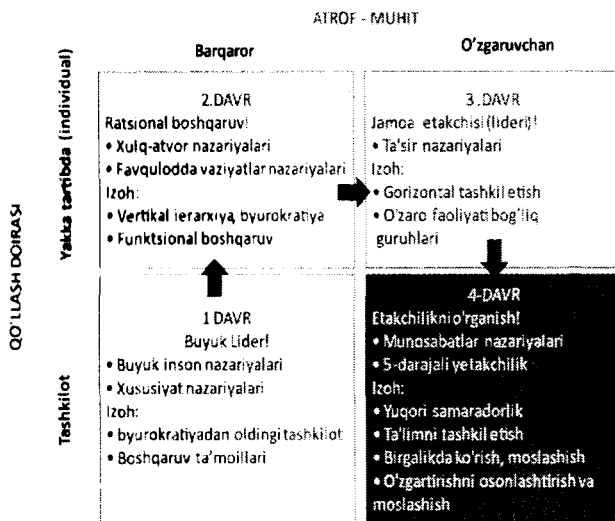 ATROF - MUHIT
Barqaror
O'zgaruvchan
QO'LLASH DOIRASI
Yakka tartibda (individual)
2.DAVR
Ratsional boshqaruv!
• Xulq-atvor nazariyalari
• Favqulodda vaziyatlar nazariyalari
Izoh:
• Vertikal ierarxiya, byurokratiya
• Funktsional boshqaruv
3.DAVR
Jamoa etakchisi (lideri)!
• Ta'sir nazariyalari
Izoh:
• Gorizontal tashkil etish
• O'zaro faoliyati bog'liq
guruhlari
Tashkilot
1 DAVR
Buyuk Lider!
• Buyuk inson nazariyalari
• Xususiyat nazariyalari
Izoh:
• byurokratiyadan oldingi tashkilot
• Boshqaruv ta'moillari
4-DAVR
Etakchilikni o'rganish!
• Munosabatlar nazariyalari
• 5-darajali yetakchilik
Izoh:
• Yuqori samaradorlik
• Ta'limni tashkil etish
• Birgalikda ko'rish, moslashish
• O'zgartirishni osonlashtirish va
moslashish